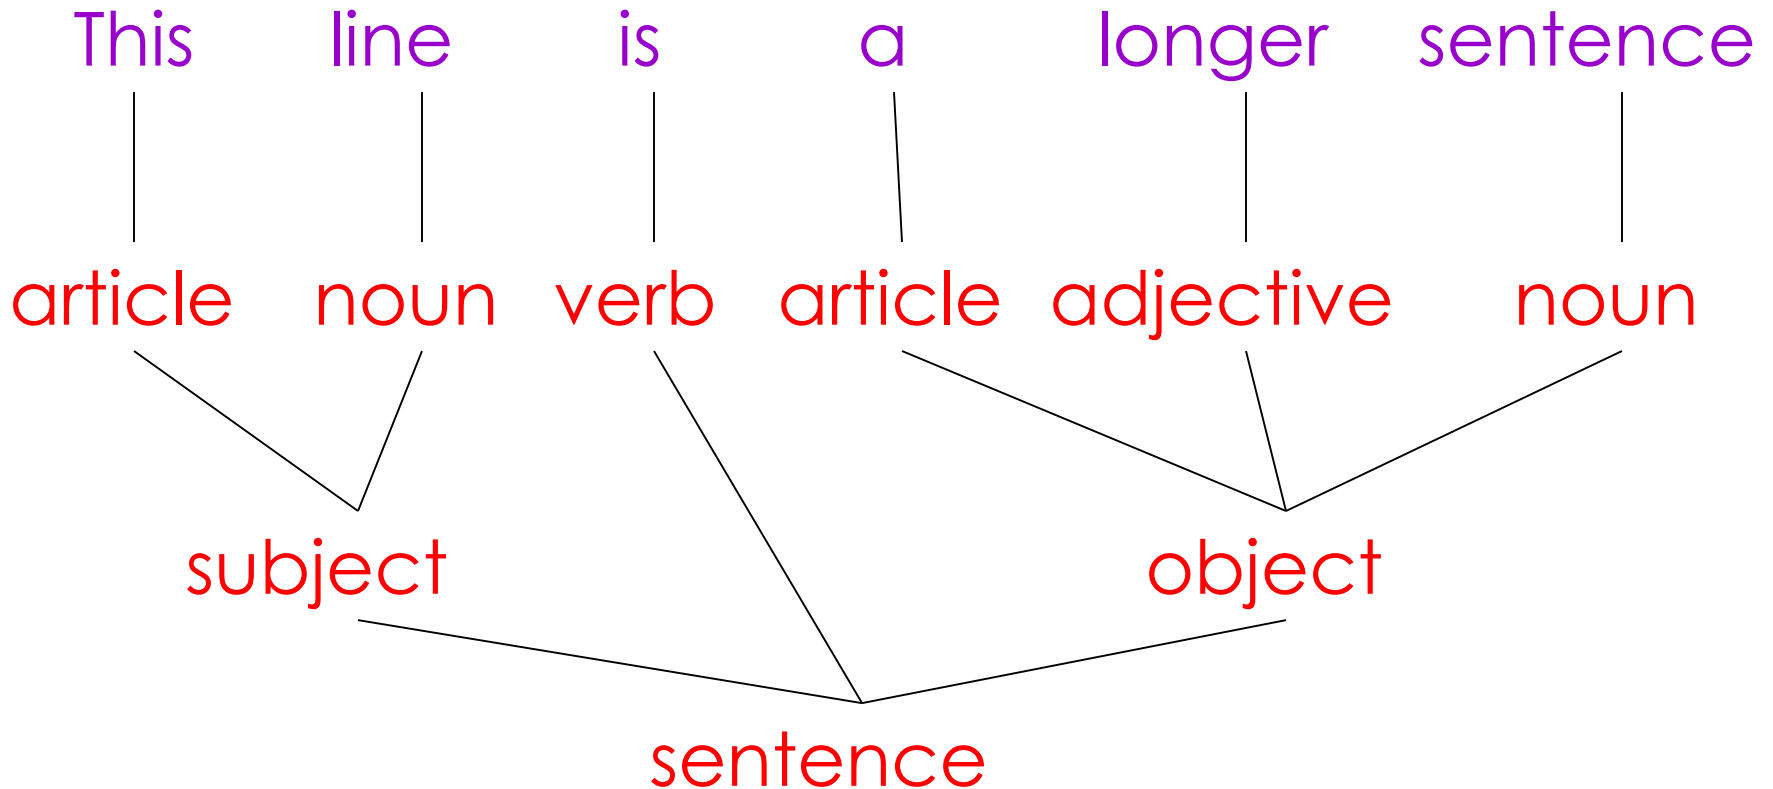 This line is a longer sentence
article noun verb article adjective noun
subject object
sentence